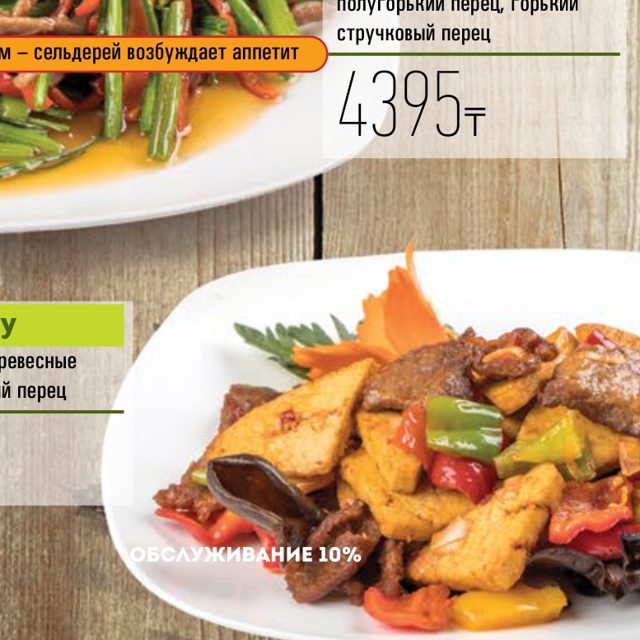 полугорький перец, горький
стручковый перец
м – сельдерей возбуждает аппетит
4395₸
у
ревесные
й перец
ОБСЛУЖИВАНИЕ 10%